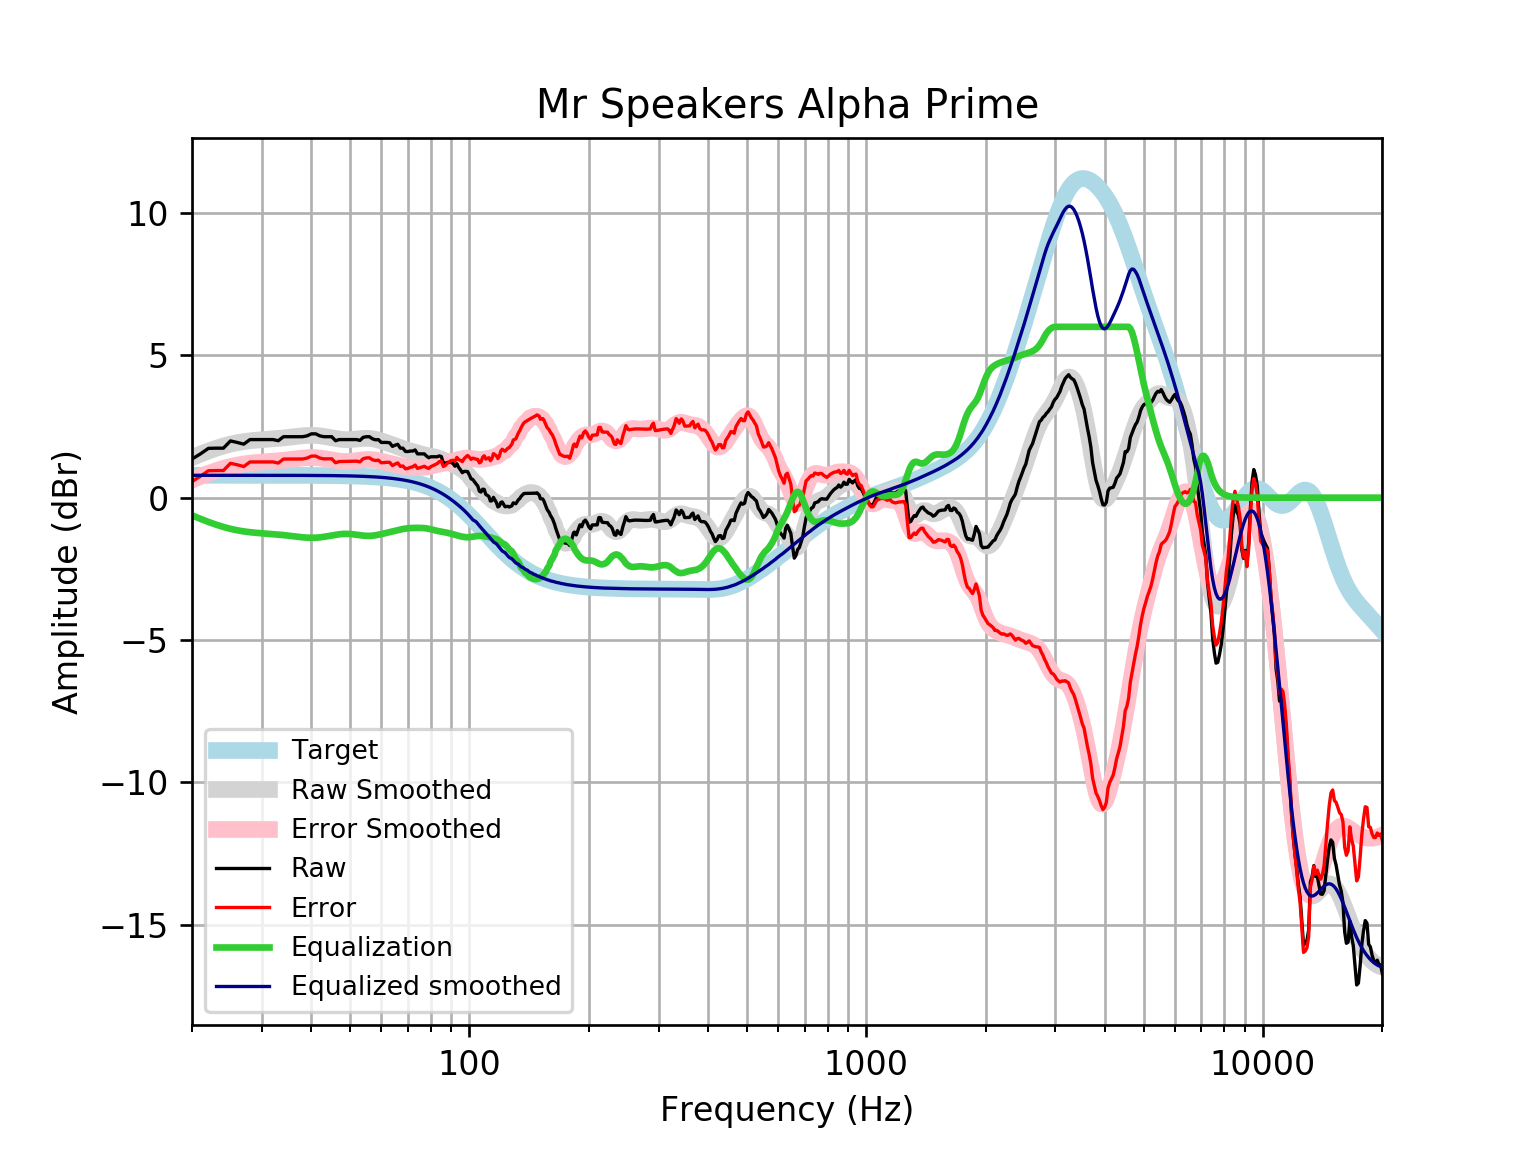 Mr Speakers Alpha Prime
Amplitude (dBr)
10
5
0
−5
−10
−15
Target
Raw Smoothed
Error Smoothed
Raw
Error
Equalization
Equalized smoothed
100
1000
10000
Frequency (Hz)